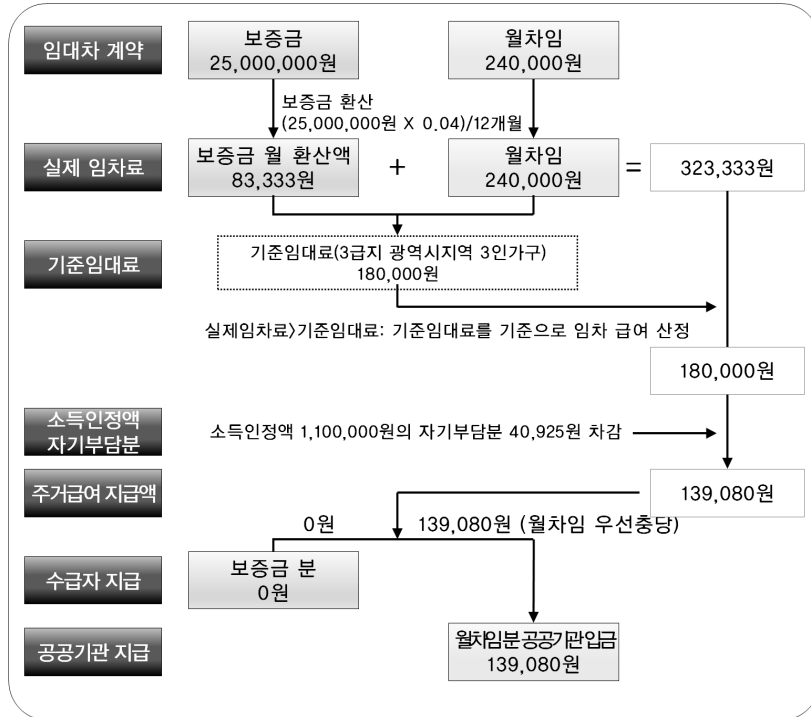 임대차 계약
보증금
25,000,000원
월차임
240,000원
보증금 환산
(25,000,000원 X 0.04)/12개월
실제 임차료
보증금 월 환산액
83,333원
+
월차임
240,000원
=
323,333원
기준임대료
기준임대료(3급지 광역시지역 3인가구)
180,000원
실제임차료>기준임대료: 기준임대료를 기준으로 임차 급여 산정
180,000원
소득인정액
자기부담분
소득인정액 1,100,000원의 자기부담분 40,925원 차감
주거급여 지급액
139,080원
0원
139,080원 (월차임 우선충당)
수급자 지급
보증금 분
0원
공공기관 지급
월차임분 공공기관 입금
139,080원